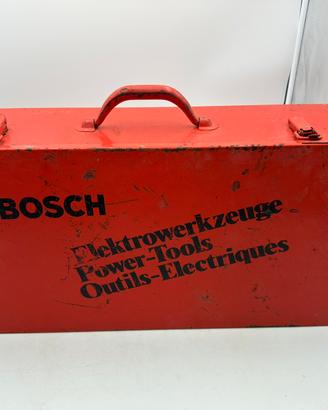 BOSCH
Elektrowerkzeuge
Power-Tools
Outils-Electriques